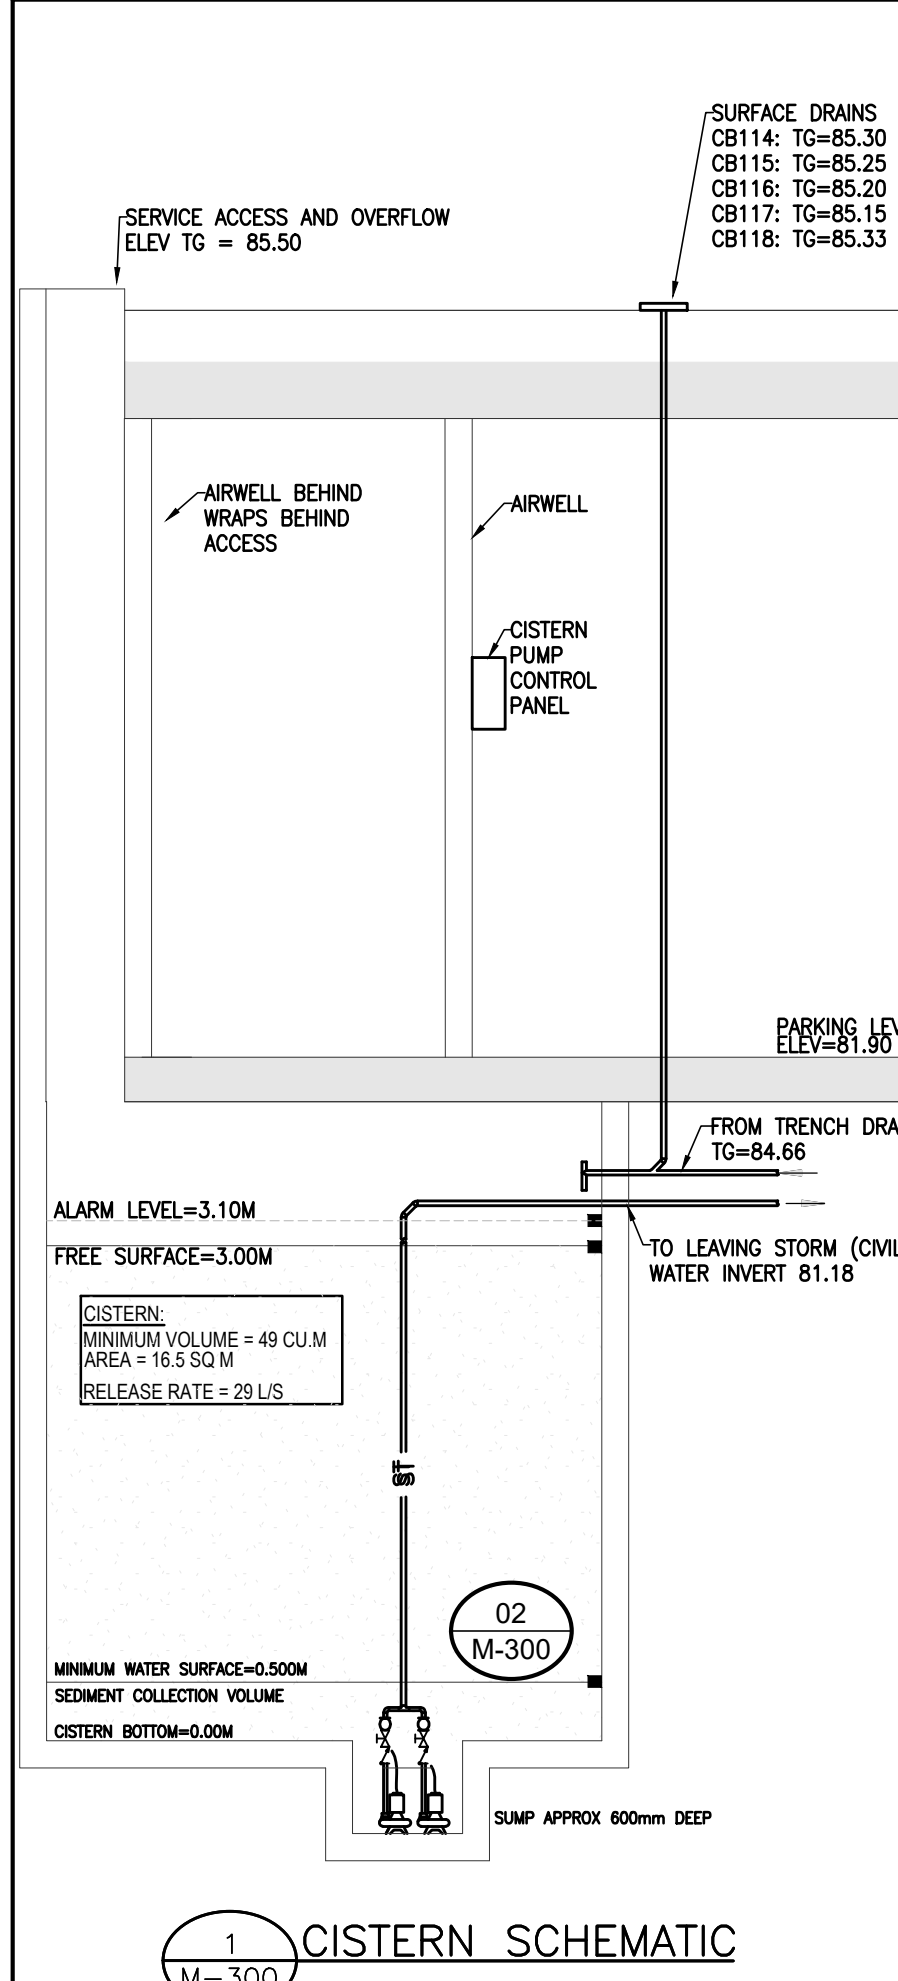 SURFACE DRAINS
CB114: TG=85.30
CB115: TG=85.25
CB116: TG=85.20
CB117: TG=85.15
CB118: TG=85.33
SERVICE ACCESS AND OVERFLOW
ELEV TG = 85.50
AIRWELL BEHIND
WRAPS BEHIND
ACCESS
AIRWELL
CISTERN
PUMP
CONTROL
PANEL
PARKING LEV
ELEV=81.90
FROM TRENCH DRA
TG=84.66
ALARM LEVEL=3.10M
FREE SURFACE=3.00M
TO LEAVING STORM (CIVIL
WATER INVERT 81.18
CISTERN:
MINIMUM VOLUME = 49 CU.M
AREA = 16.5 SQ M
RELEASE RATE = 29 L/S
02
M-300
MINIMUM WATER SURFACE=0.500M
SEDIMENT COLLECTION VOLUME
CISTERN BOTTOM=0.00M
SUMP APPROX 600mm DEEP
1
M-300
CISTERN SCHEMATIC